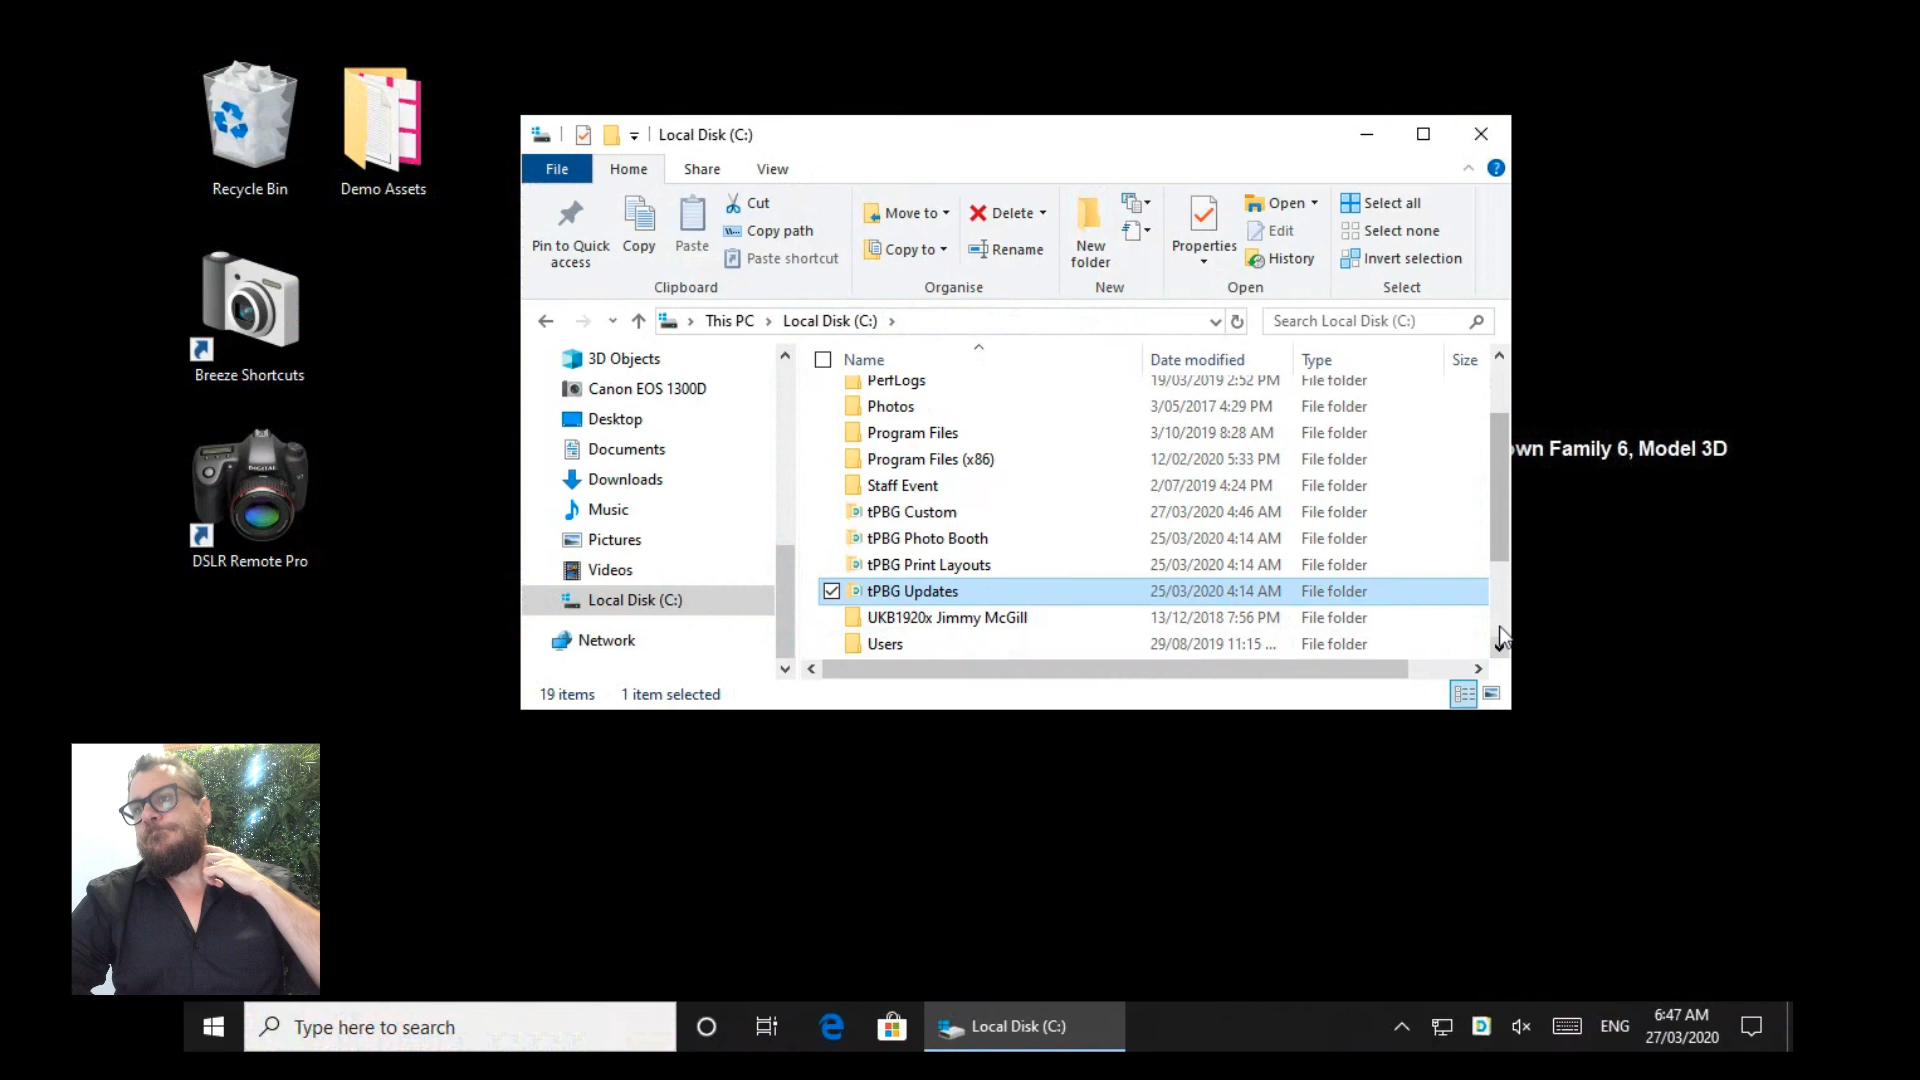 Recycle Bin
Demo Assets
Breeze Shortcuts
DIGITAL
DSLR Remote Pro
Local Disk (C:)
File Home Share View
Pin to Quick access
Copy
Paste
Cut
Copy path
Paste shortcut
Clipboard
Move to
Copy to
Delete
Rename
Organise
New folder
New
Properties
Open
Edit
History
Open
Select all
Select none
Invert selection
Select
This PC > Local Disk (C:) >
Search Local Disk (C:)
3D Objects
Canon EOS 1300D
Desktop
Documents
Downloads
Music
Pictures
Videos
Local Disk (C:)
Network
Name Date modified Type Size
PerfLogs 19/03/2019 2:52 PM File folder
Photos 3/05/2017 4:29 PM File folder
Program Files 3/10/2019 8:28 AM File folder
Program Files (x86) 12/02/2020 5:33 PM File folder
Staff Event 2/07/2019 4:24 PM File folder
tPBG Custom 27/03/2020 4:46 AM File folder
tPBG Photo Booth 25/03/2020 4:14 AM File folder
tPBG Print Layouts 25/03/2020 4:14 AM File folder
tPBG Updates 25/03/2020 4:14 AM File folder
UKB1920x Jimmy McGill 13/12/2018 7:56 PM File folder
Users 29/08/2019 11:15 ... File folder
19 items 1 item selected
own Family 6, Model 3D
Type here to search
Local Disk (C:)
ENG
6:47 AM
27/03/2020